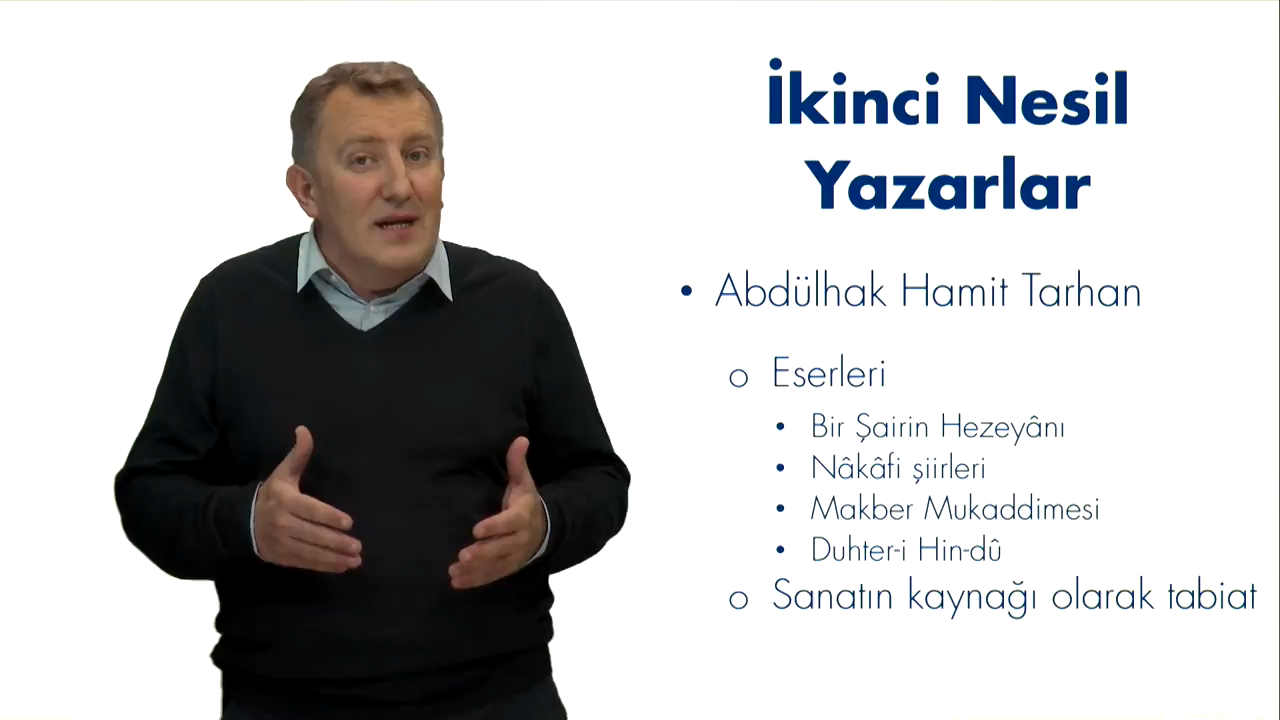 İkinci Nesil
Yazarlar
• Abdülhak Hamit Tarhan
o Eserleri
• Bir Şairin Hezeyânı
• Nâkâfi şiirleri
• Makber Mukaddimesi
• Duhter-i Hin-dû
o Sanatın kaynağı olarak tabiat